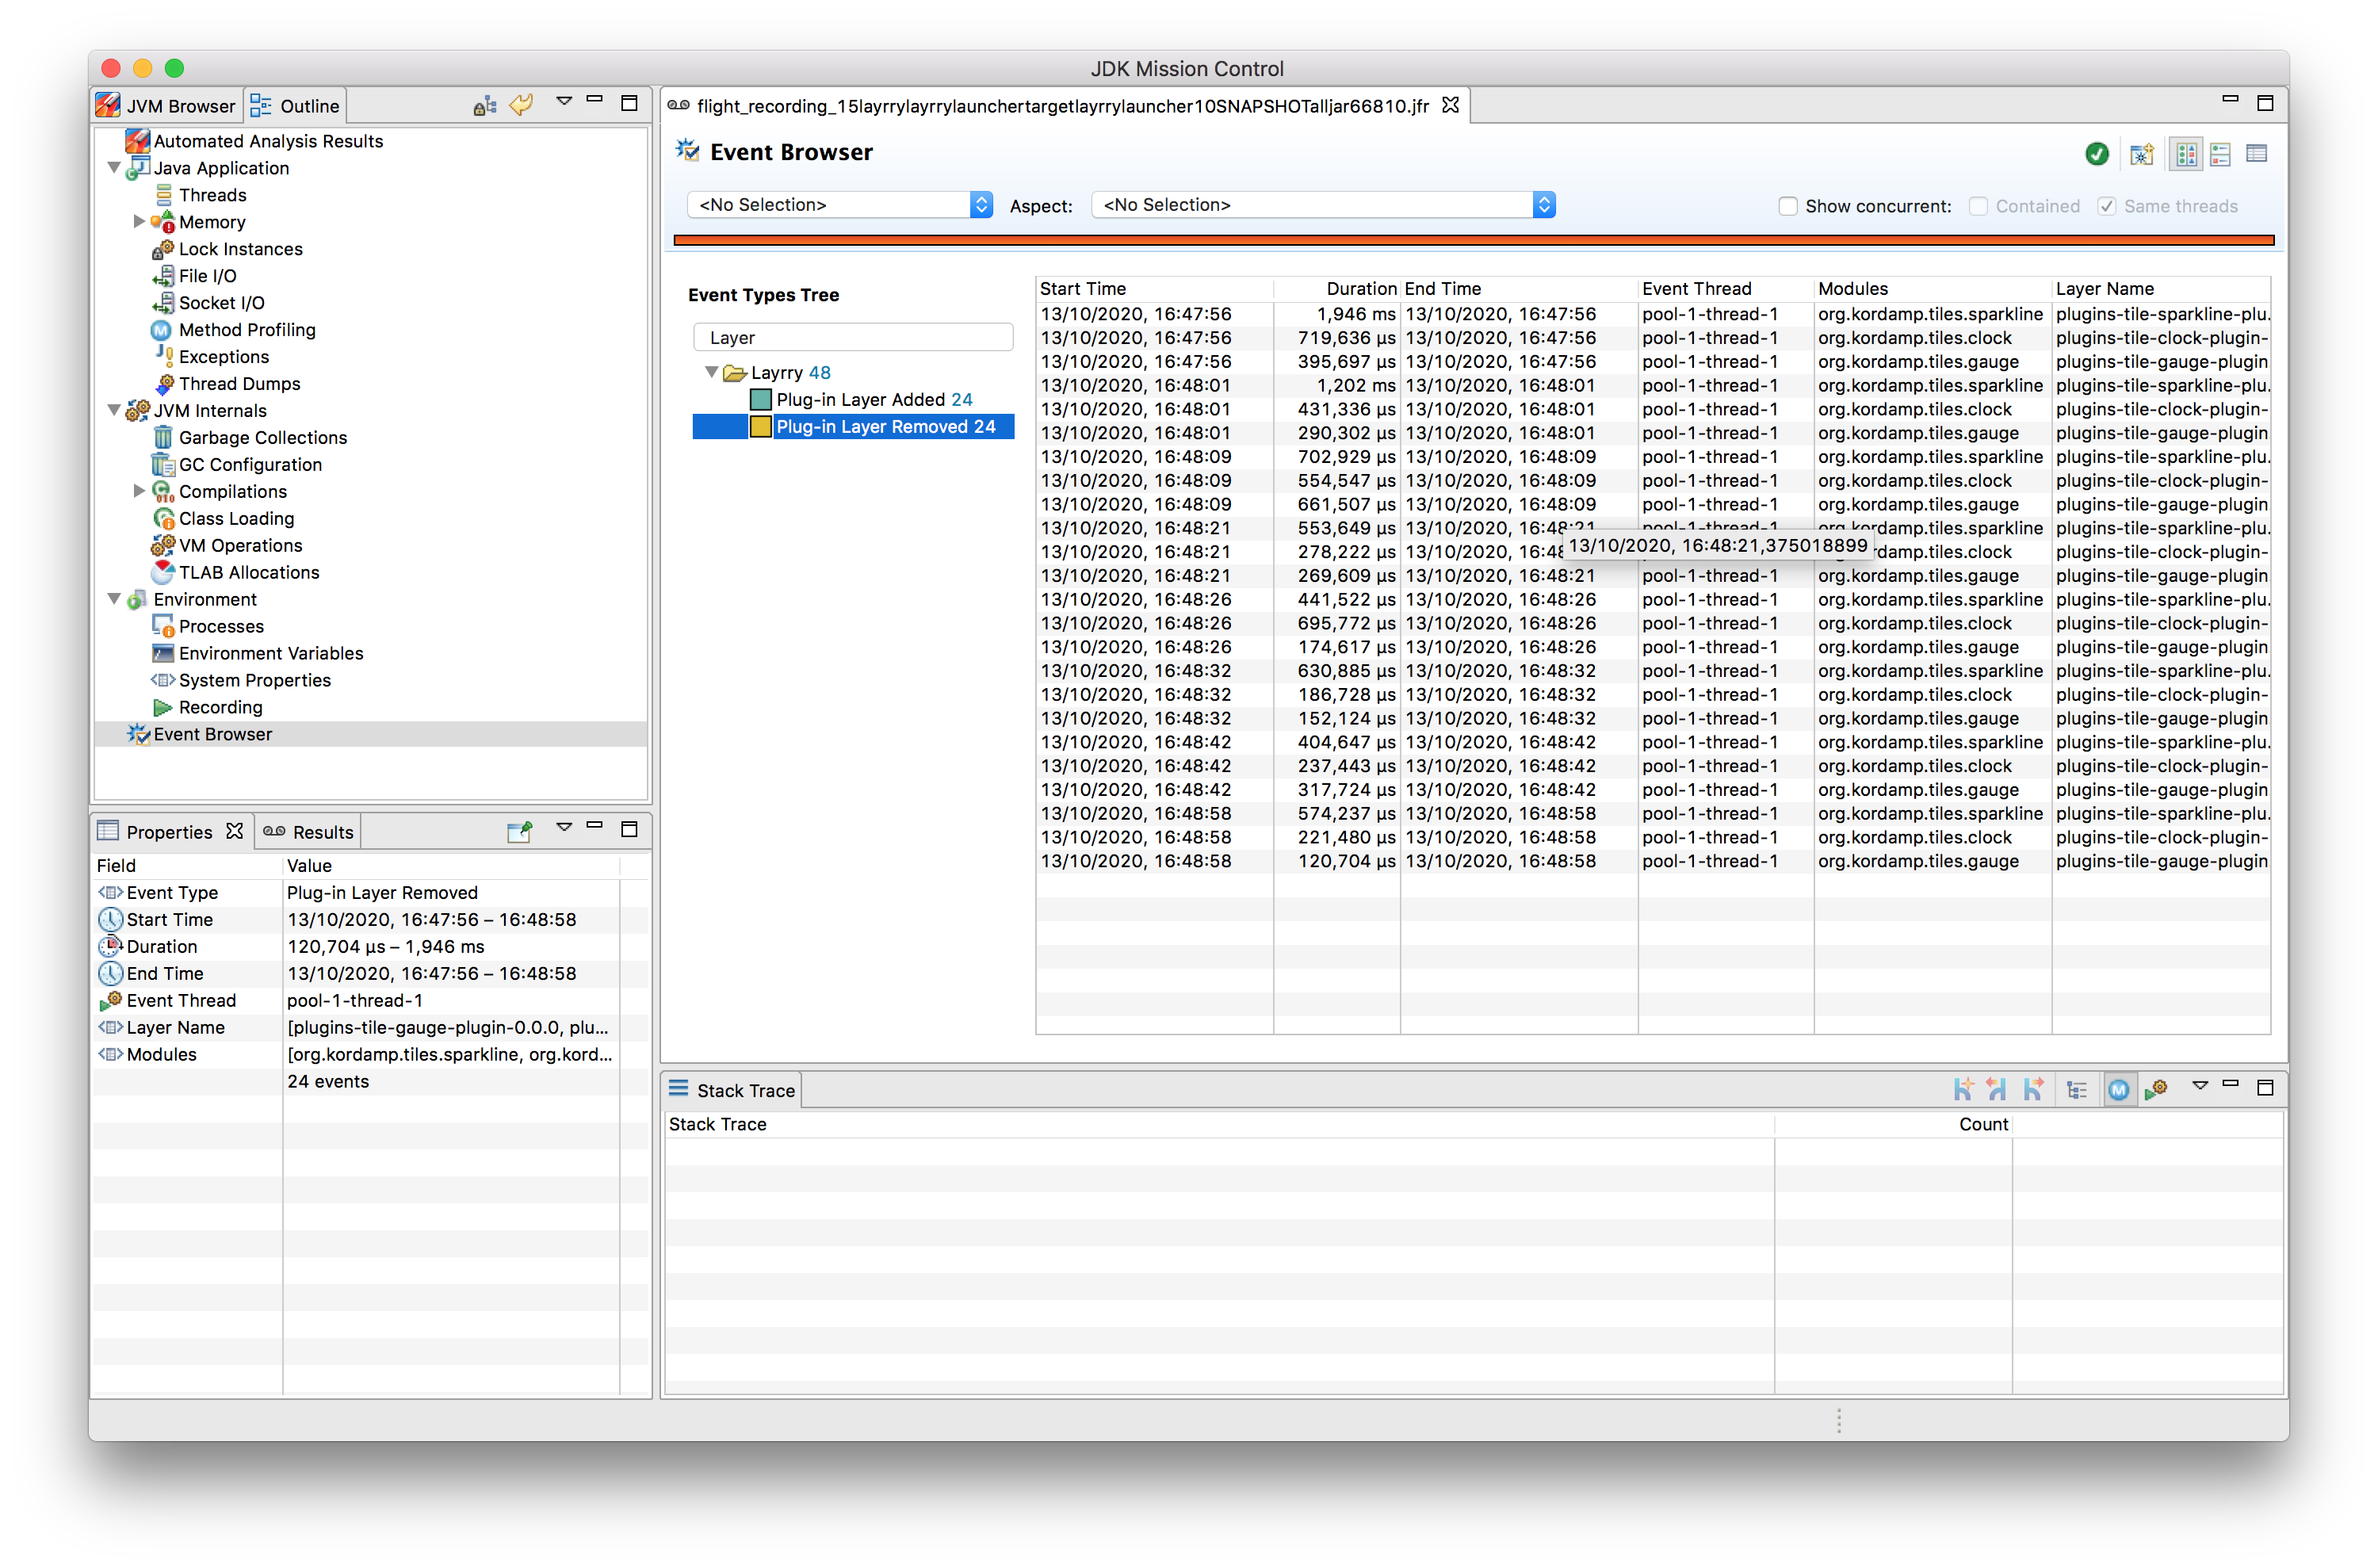 JDK Mission Control
JVM Browser Outline
Automated Analysis Results
Java Application
Threads
Memory
Lock Instances
File I/O
Socket I/O
Method Profiling
Exceptions
Thread Dumps
JVM Internals
Garbage Collections
GC Configuration
Compilations
Class Loading
VM Operations
TLAB Allocations
Environment
Processes
Environment Variables
System Properties
Recording
Event Browser
Properties Results
Field Value
Event Type Plug-in Layer Removed
Start Time 13/10/2020, 16:47:56 – 16:48:58
Duration 120,704 µs – 1,946 ms
End Time 13/10/2020, 16:47:56 – 16:48:58
Event Thread pool-1-thread-1
Layer Name [plugins-tile-gauge-plugin-0.0.0, plu...
Modules [org.kordamp.tiles.sparkline, org.kord...
24 events
flight_recording_15layrrylayrrylaunchertargetlayrrylauncher10SNAPSHOTalljar66810.jfr
Event Browser
<No Selection> Aspect: <No Selection> Show concurrent: Contained Same threads
Event Types Tree
Layer
Layrry 48
Plug-in Layer Added 24
Plug-in Layer Removed 24
Start Time Duration End Time Event Thread Modules Layer Name
13/10/2020, 16:47:56 1,946 ms 13/10/2020, 16:47:56 pool-1-thread-1 org.kordamp.tiles.sparkline plugins-tile-sparkline-plu.
13/10/2020, 16:47:56 719,636 µs 13/10/2020, 16:47:56 pool-1-thread-1 org.kordamp.tiles.clock plugins-tile-clock-plugin-
13/10/2020, 16:47:56 395,697 µs 13/10/2020, 16:47:56 pool-1-thread-1 org.kordamp.tiles.gauge plugins-tile-gauge-plugin
13/10/2020, 16:48:01 1,202 ms 13/10/2020, 16:48:01 pool-1-thread-1 org.kordamp.tiles.sparkline plugins-tile-sparkline-plu.
13/10/2020, 16:48:01 431,336 µs 13/10/2020, 16:48:01 pool-1-thread-1 org.kordamp.tiles.clock plugins-tile-clock-plugin-
13/10/2020, 16:48:01 290,302 µs 13/10/2020, 16:48:01 pool-1-thread-1 org.kordamp.tiles.gauge plugins-tile-gauge-plugin
13/10/2020, 16:48:09 702,929 µs 13/10/2020, 16:48:09 pool-1-thread-1 org.kordamp.tiles.sparkline plugins-tile-sparkline-plu.
13/10/2020, 16:48:09 554,547 µs 13/10/2020, 16:48:09 pool-1-thread-1 org.kordamp.tiles.clock plugins-tile-clock-plugin-
13/10/2020, 16:48:09 661,507 µs 13/10/2020, 16:48:09 pool-1-thread-1 org.kordamp.tiles.gauge plugins-tile-gauge-plugin
13/10/2020, 16:48:21 553,649 µs 13/10/2020, 16:48:21 pool-1-thread-1 org.kordamp.tiles.sparkline plugins-tile-sparkline-plu.
13/10/2020, 16:48:21,375018899
13/10/2020, 16:48:21 278,222 µs 13/10/2020, 16:48 rdamp.tiles.clock plugins-tile-clock-plugin-
13/10/2020, 16:48:21 269,609 µs 13/10/2020, 16:48:21 pool-1-thread-1 org.kordamp.tiles.gauge plugins-tile-gauge-plugin
13/10/2020, 16:48:26 441,522 µs 13/10/2020, 16:48:26 pool-1-thread-1 org.kordamp.tiles.sparkline plugins-tile-sparkline-plu.
13/10/2020, 16:48:26 695,772 µs 13/10/2020, 16:48:26 pool-1-thread-1 org.kordamp.tiles.clock plugins-tile-clock-plugin-
13/10/2020, 16:48:26 174,617 µs 13/10/2020, 16:48:26 pool-1-thread-1 org.kordamp.tiles.gauge plugins-tile-gauge-plugin
13/10/2020, 16:48:32 630,885 µs 13/10/2020, 16:48:32 pool-1-thread-1 org.kordamp.tiles.sparkline plugins-tile-sparkline-plu.
13/10/2020, 16:48:32 186,728 µs 13/10/2020, 16:48:32 pool-1-thread-1 org.kordamp.tiles.clock plugins-tile-clock-plugin-
13/10/2020, 16:48:32 152,124 µs 13/10/2020, 16:48:32 pool-1-thread-1 org.kordamp.tiles.gauge plugins-tile-gauge-plugin
13/10/2020, 16:48:42 404,647 µs 13/10/2020, 16:48:42 pool-1-thread-1 org.kordamp.tiles.sparkline plugins-tile-sparkline-plu.
13/10/2020, 16:48:42 237,443 µs 13/10/2020, 16:48:42 pool-1-thread-1 org.kordamp.tiles.clock plugins-tile-clock-plugin-
13/10/2020, 16:48:42 317,724 µs 13/10/2020, 16:48:42 pool-1-thread-1 org.kordamp.tiles.gauge plugins-tile-gauge-plugin
13/10/2020, 16:48:58 574,237 µs 13/10/2020, 16:48:58 pool-1-thread-1 org.kordamp.tiles.sparkline plugins-tile-sparkline-plu.
13/10/2020, 16:48:58 221,480 µs 13/10/2020, 16:48:58 pool-1-thread-1 org.kordamp.tiles.clock plugins-tile-clock-plugin-
13/10/2020, 16:48:58 120,704 µs 13/10/2020, 16:48:58 pool-1-thread-1 org.kordamp.tiles.gauge plugins-tile-gauge-plugin
Stack Trace
Stack Trace Count